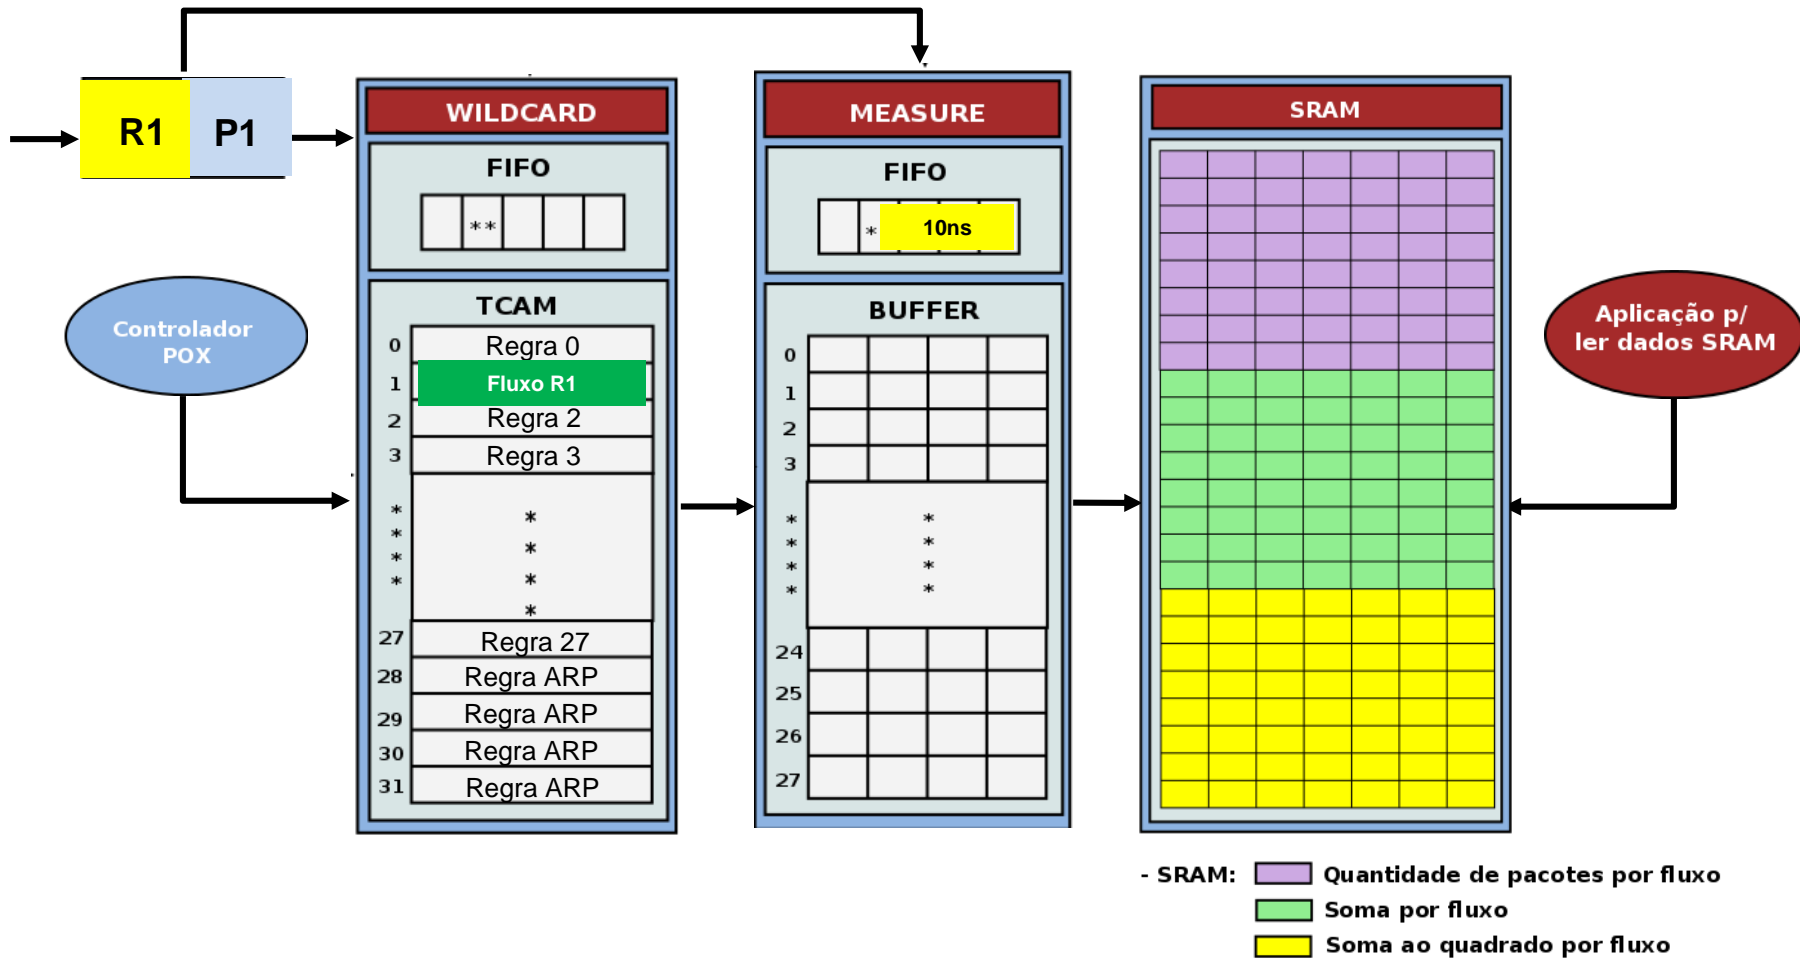 R1 P1
WILDCARD
FIFO
**
TCAM
0 Regra 0
1 Fluxo R1
2 Regra 2
3 Regra 3
* *
* *
* *
* *
27 Regra 27
28 Regra ARP
29 Regra ARP
30 Regra ARP
31 Regra ARP
Controlador
POX
MEASURE
FIFO
* 10ns
BUFFER
0
1
2
3
* *
* *
* *
* *
24
25
26
27
SRAM
Aplicação p/
ler dados SRAM
- SRAM: Quantidade de pacotes por fluxo
Soma por fluxo
Soma ao quadrado por fluxo